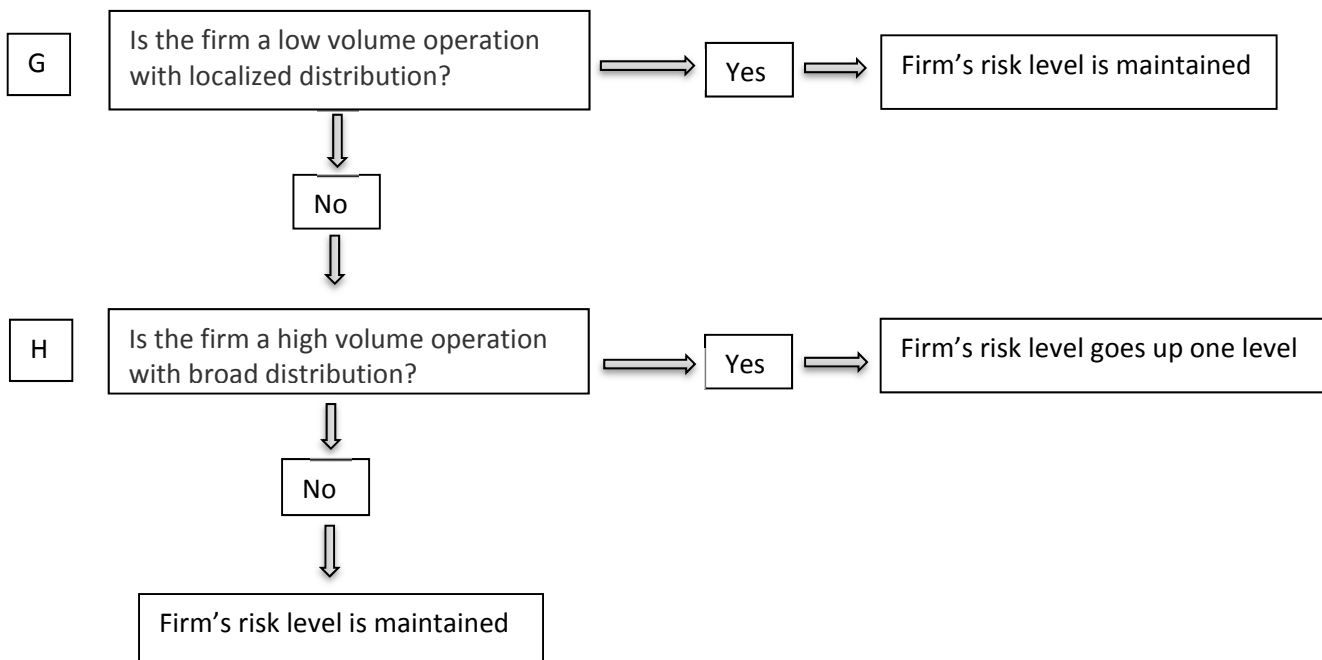 G
Is the firm a low volume operation
with localized distribution?
Yes
Firm’s risk level is maintained
No
H
Is the firm a high volume operation
with broad distribution?
Yes
Firm’s risk level goes up one level
No
Firm’s risk level is maintained